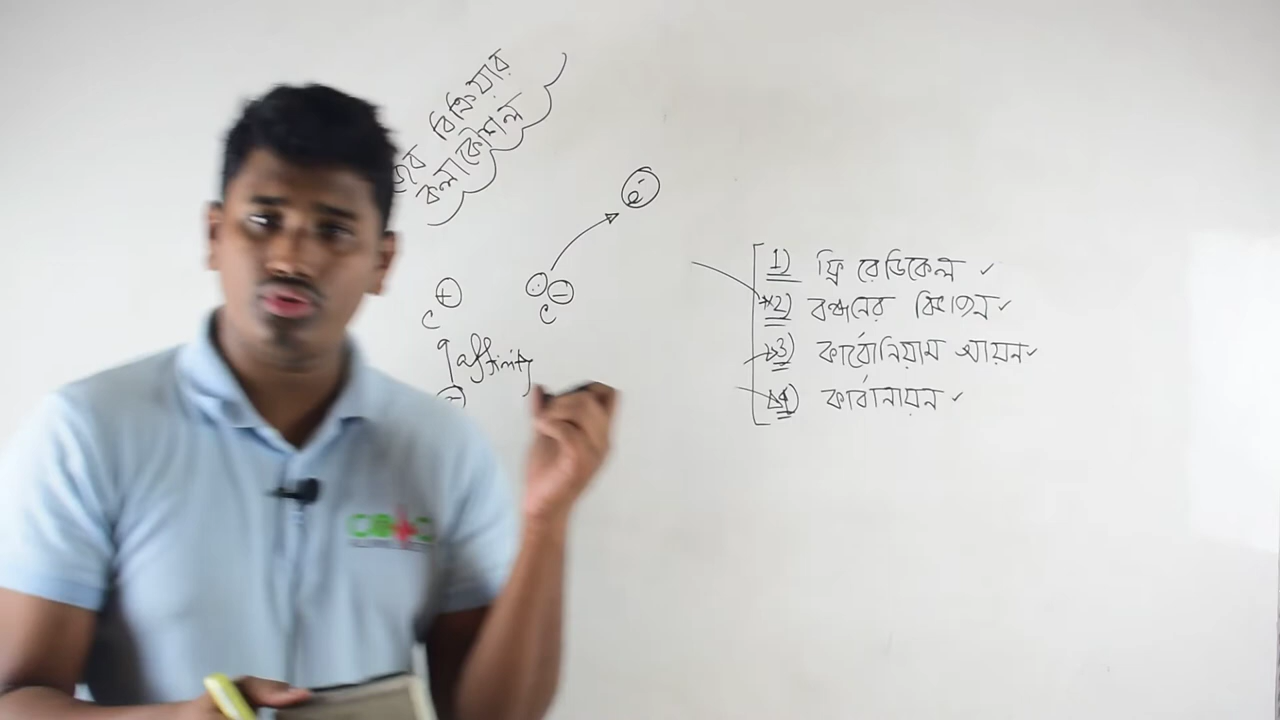 জৈব বিক্রিয়ার
কলাকৌশল
e⁻
+
C
:
−
C
affinity
1) ফ্রি রেডিকেল ✓
*2) বন্ধনের বিভাজন ✓
*3) কার্বোনিয়াম আয়ন ✓
*4) কার্বানায়ন ✓